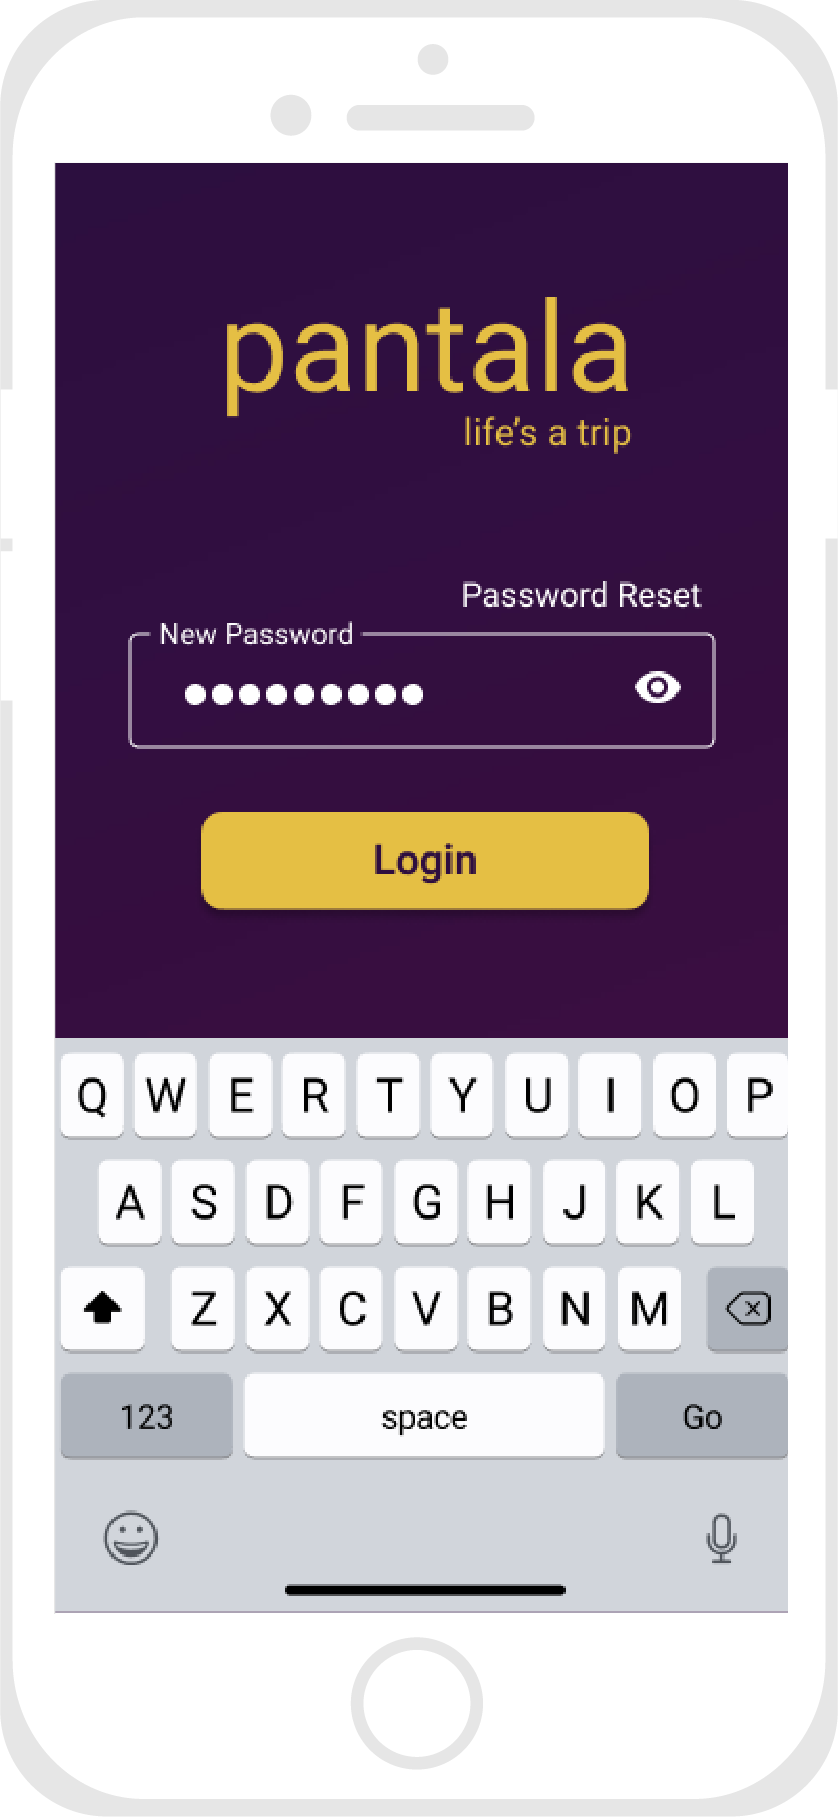 pantala
life's a trip
Password Reset
New Password
Login
Q W E R T Y U I O P
A S D F G H J K L
Z X C V B N M
123 space Go